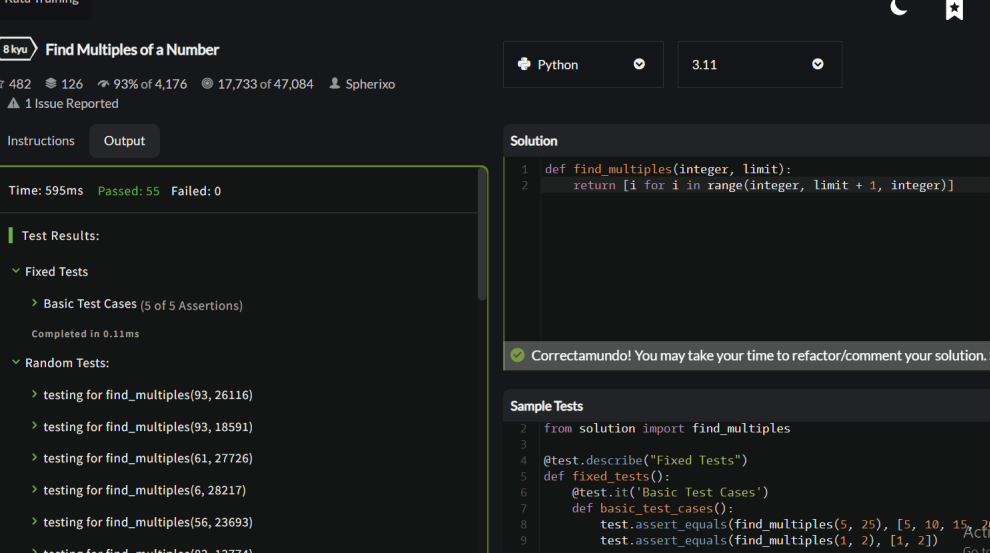 Kata Training
8 kyu Find Multiples of a Number
482 126 93% of 4,176 17,733 of 47,084 Spherixo
1 Issue Reported
Instructions Output
Time: 595ms Passed: 55 Failed: 0
Test Results:
Fixed Tests
Basic Test Cases (5 of 5 Assertions)
Completed in 0.11ms
Random Tests:
testing for find_multiples(93, 26116)
testing for find_multiples(93, 18591)
testing for find_multiples(61, 27726)
testing for find_multiples(6, 28217)
testing for find_multiples(56, 23693)
Python 3.11
Solution
1 def find_multiples(integer, limit):
2 return [i for i in range(integer, limit + 1, integer)]
Correctamundo! You may take your time to refactor/comment your solution.
Sample Tests
2 from solution import find_multiples
3
4 @test.describe("Fixed Tests")
5 def fixed_tests():
6 @test.it('Basic Test Cases')
7 def basic_test_cases():
8 test.assert_equals(find_multiples(5, 25), [5, 10, 15,
9 test.assert_equals(find_multiples(1, 2), [1, 2])